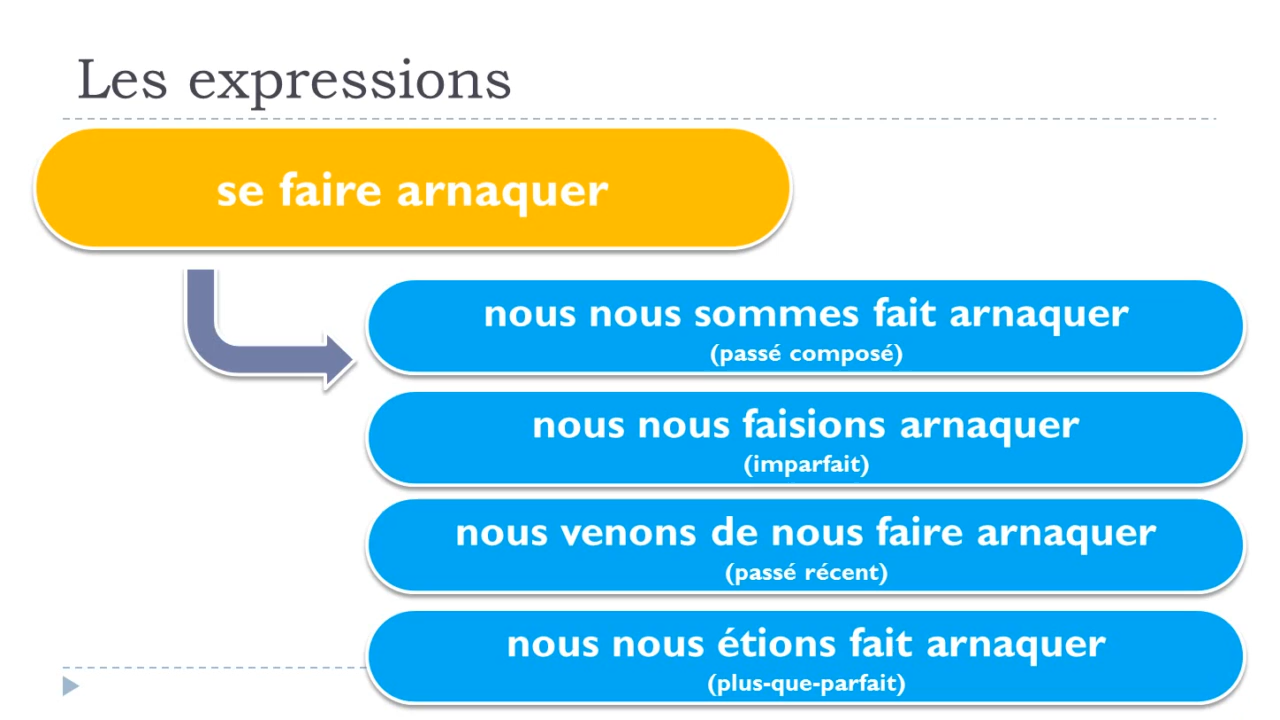 Les expressions
se faire arnaquer
nous nous sommes fait arnaquer
(passé composé)
nous nous faisions arnaquer
(imparfait)
nous venons de nous faire arnaquer
(passé récent)
nous nous étions fait arnaquer
(plus-que-parfait)